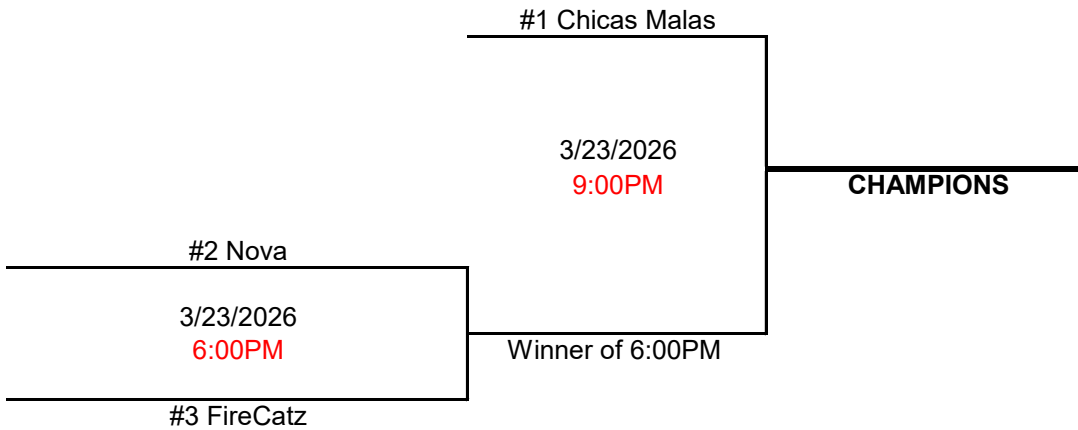 #1 Chicas Malas
3/23/2026
9:00PM
CHAMPIONS
#2 Nova
3/23/2026
6:00PM
Winner of 6:00PM
#3 FireCatz